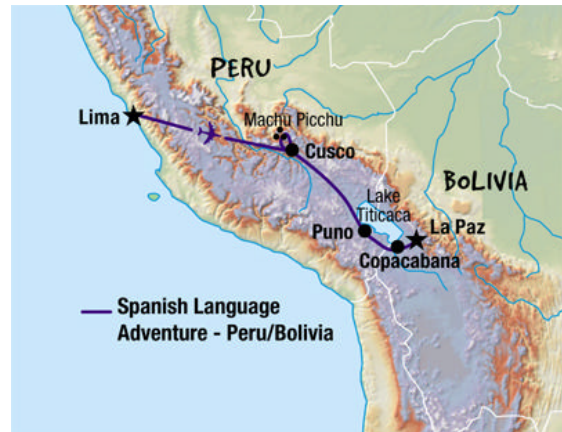 PERU
Lima
Machu Picchu
Cusco
BOLIVIA
Lake
Titicaca
La Paz
Puno
Copacabana
Spanish Language
Adventure - Peru/Bolivia